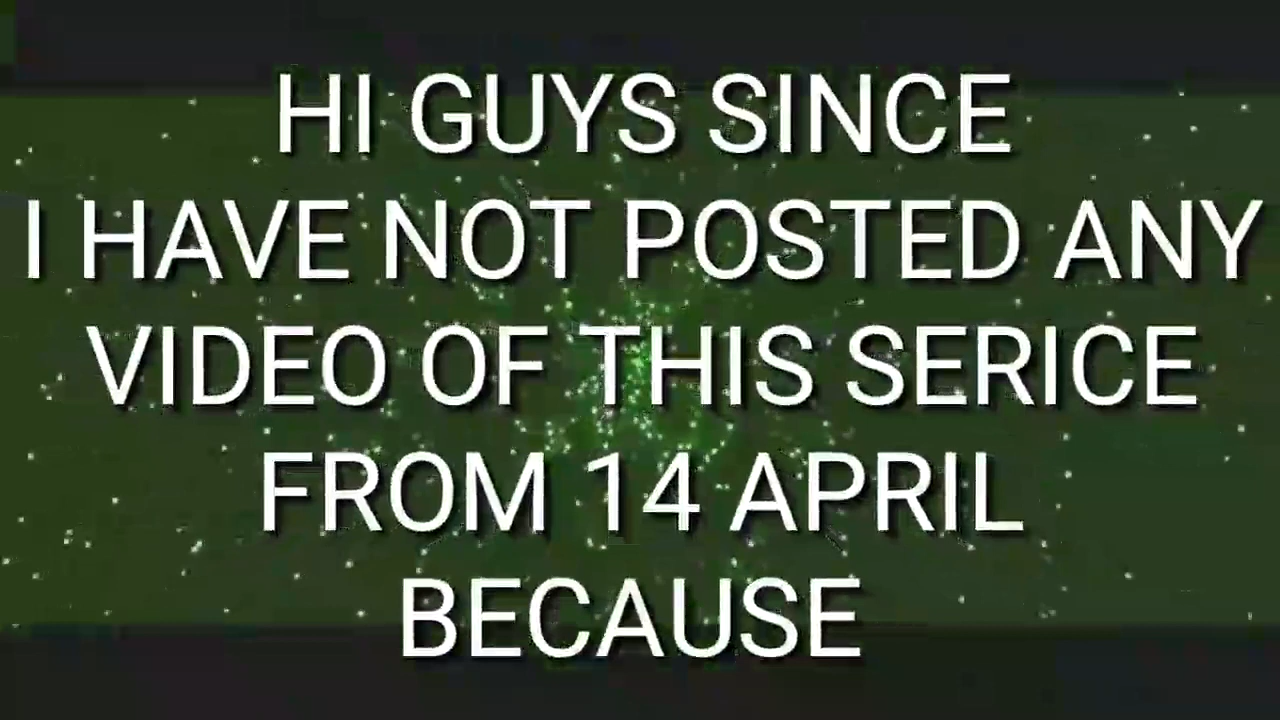 HI GUYS SINCE
I HAVE NOT POSTED ANY
VIDEO OF THIS SERICE
FROM 14 APRIL
BECAUSE